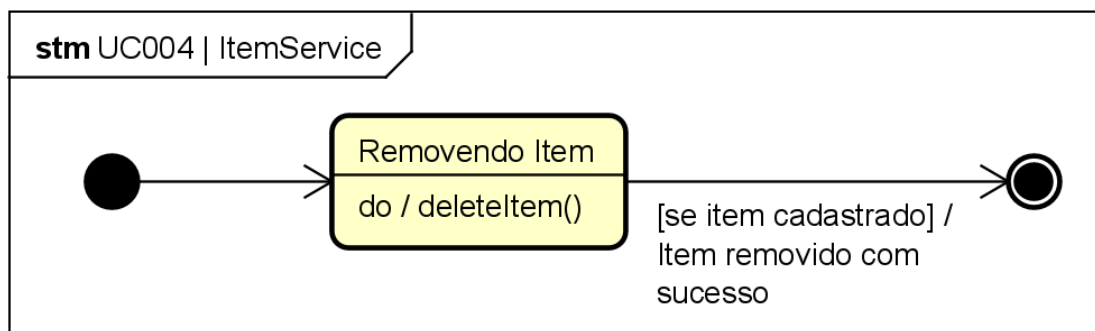 stm UC004 | ItemService
Removendo Item
do / deleteItem()
[se item cadastrado] /
Item removido com
sucesso